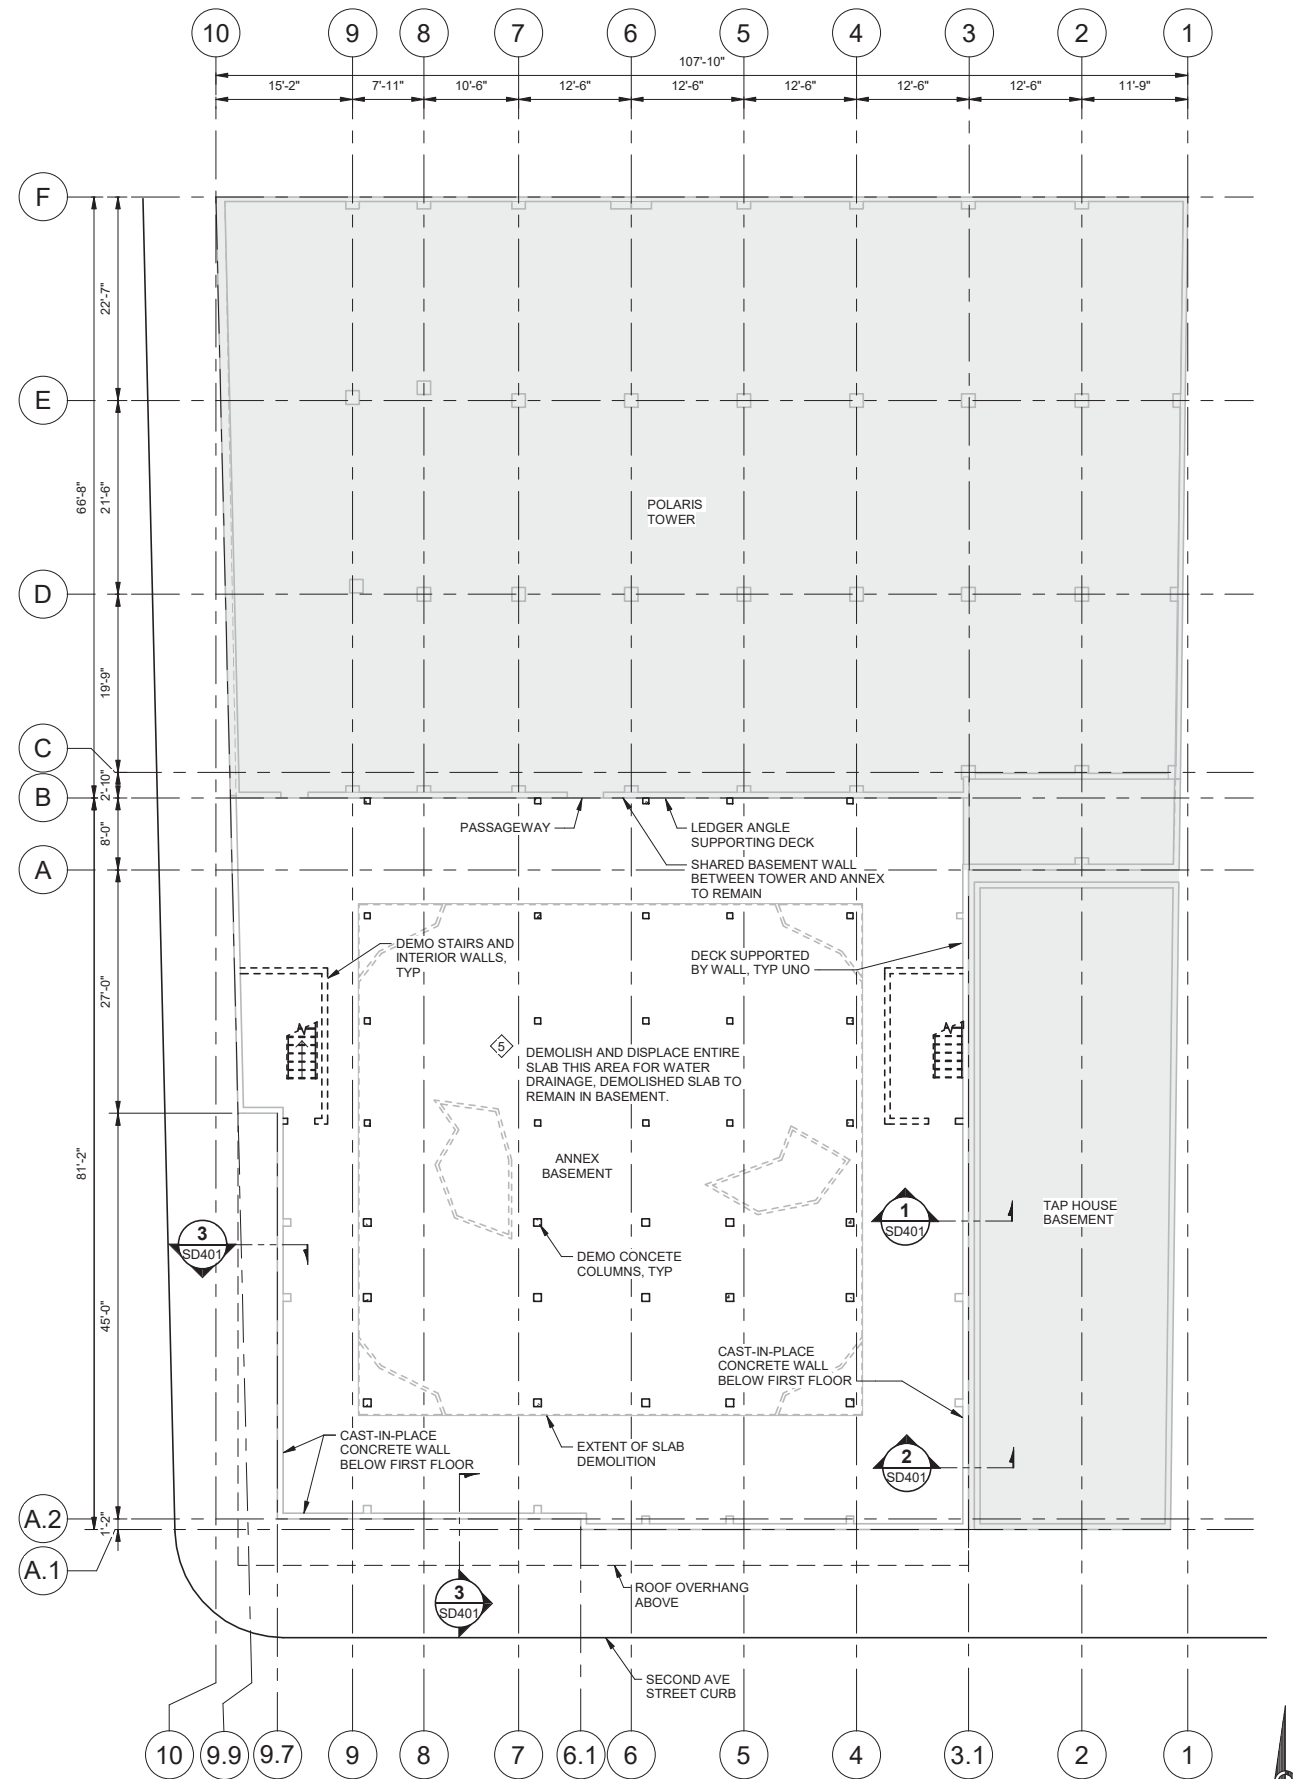 10
9
8
7
6
5
4
3
2
1
107'-10"
15'-2"
7'-11"
10'-6"
12'-6"
12'-6"
12'-6"
12'-6"
12'-6"
11'-9"
F
22'-7"
E
66'-8"
21'-6"
POLARIS
TOWER
D
19'-9"
C
2'-10"
B
PASSAGEWAY
LEDGER ANGLE
SUPPORTING DECK
8'-0"
A
SHARED BASEMENT WALL
BETWEEN TOWER AND ANNEX
TO REMAIN
DEMO STAIRS AND
INTERIOR WALLS,
TYP
DECK SUPPORTED
BY WALL, TYP UNO
27'-0"
5
DEMOLISH AND DISPLACE ENTIRE
SLAB THIS AREA FOR WATER
DRAINAGE, DEMOLISHED SLAB TO
REMAIN IN BASEMENT.
81'-2"
ANNEX
BASEMENT
1
SD401
TAP HOUSE
BASEMENT
3
SD401
DEMO CONCETE
COLUMNS, TYP
45'-0"
CAST-IN-PLACE
CONCRETE WALL
BELOW FIRST FLOOR
CAST-IN-PLACE
CONCRETE WALL
BELOW FIRST FLOOR
EXTENT OF SLAB
DEMOLITION
2
SD401
A.2
1'-2"
A.1
ROOF OVERHANG
ABOVE
3
SD401
SECOND AVE
STREET CURB
10
9.9
9.7
9
8
7
6.1
6
5
4
3.1
2
1